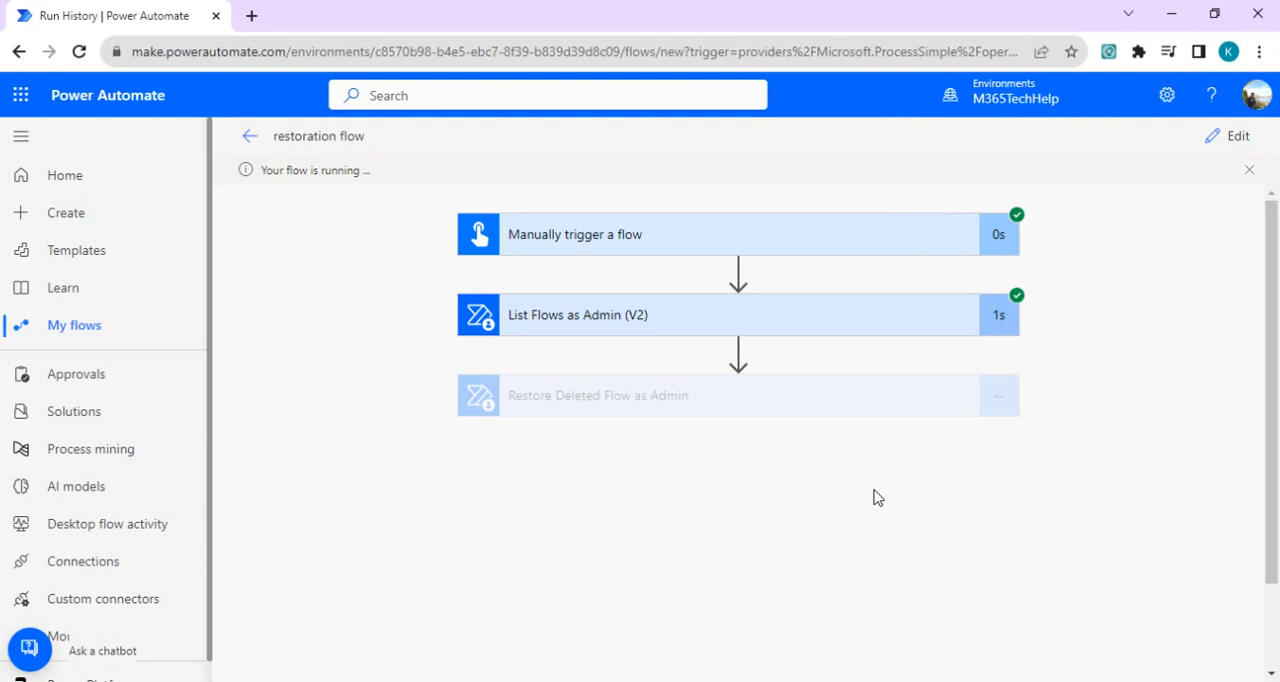 Run History | Power Automate
make.powerautomate.com/environments/c8570b98-b4e5-ebc7-8f39-b839d39d8c09/flows/new?trigger=providers%2FMicrosoft.ProcessSimple%2Foper...
K
Power Automate
Search
Environments
M365TechHelp
?
restoration flow
Edit
Your flow is running ...
Home
Create
Templates
Learn
My flows
Approvals
Solutions
Process mining
AI models
Desktop flow activity
Connections
Custom connectors
Ask a chatbot
Manually trigger a flow
0s
List Flows as Admin (V2)
1s
Restore Deleted Flow as Admin
--